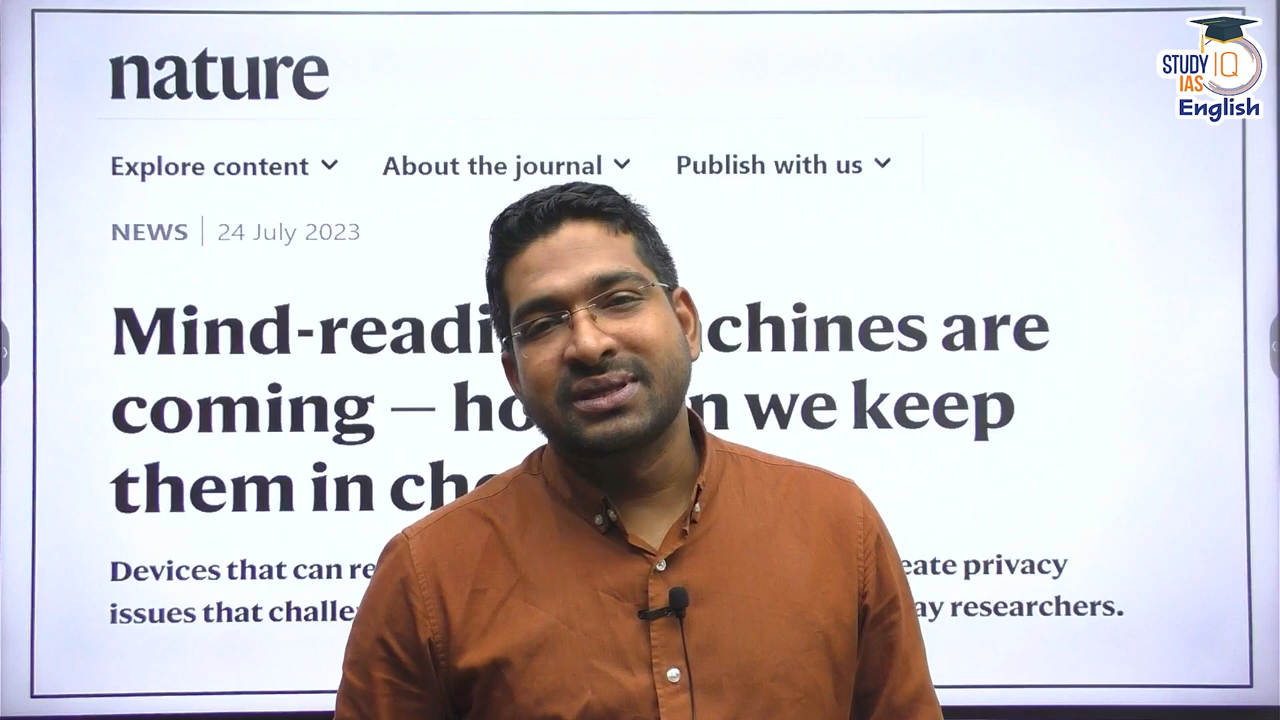 nature
STUDY IQ
IAS
English
Explore content
About the journal
Publish with us
NEWS | 24 July 2023
Mind-readi chines are
coming — ho n we keep
them in che
Devices that can re eate privacy
issues that challe ay researchers.